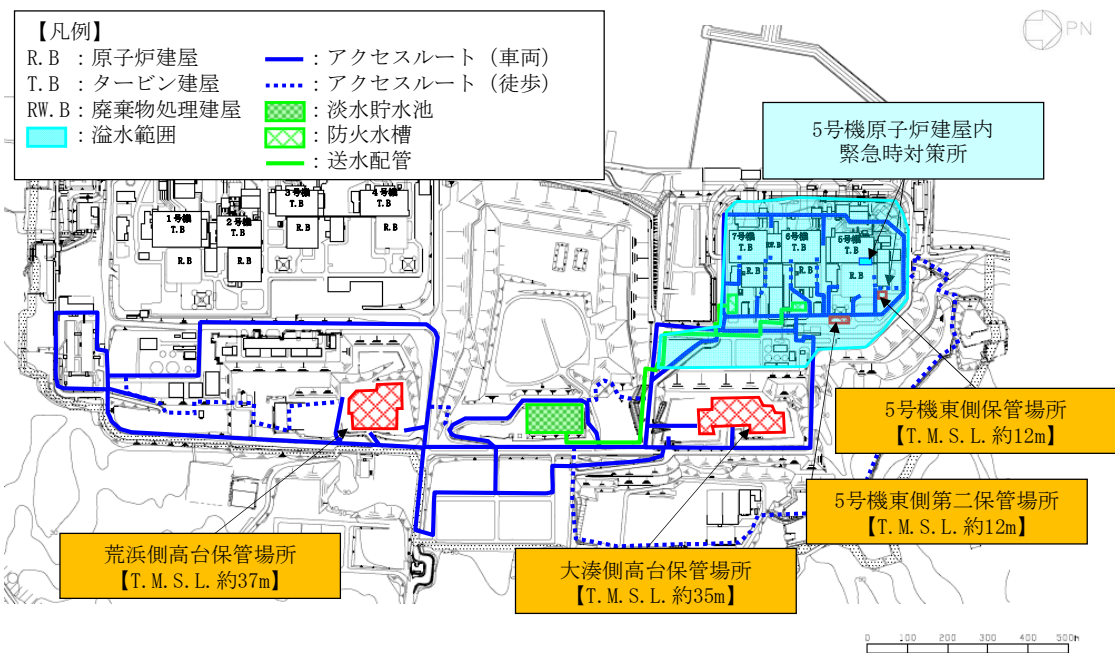 【凡例】
R.B ：原子炉建屋
T.B ：タービン建屋
RW.B ：廃棄物処理建屋
：溢水範囲
：アクセスルート（車両）
：アクセスルート（徒歩）
：淡水貯水池
：防火水槽
：送水配管
PN
5号機原子炉建屋内
緊急時対策所
1号機
T.B
R.B
2号機
T.B
R.B
3号機
T.B
R.B
4号機
T.B
R.B
7号機
T.B
R.B
RW.B
6号機
T.B
R.B
5号機
T.B
R.B
5号機東側保管場所
【T.M.S.L.約12m】
5号機東側第二保管場所
【T.M.S.L.約12m】
荒浜側高台保管場所
【T.M.S.L.約37m】
大湊側高台保管場所
【T.M.S.L.約35m】
0 100 200 300 400 500m